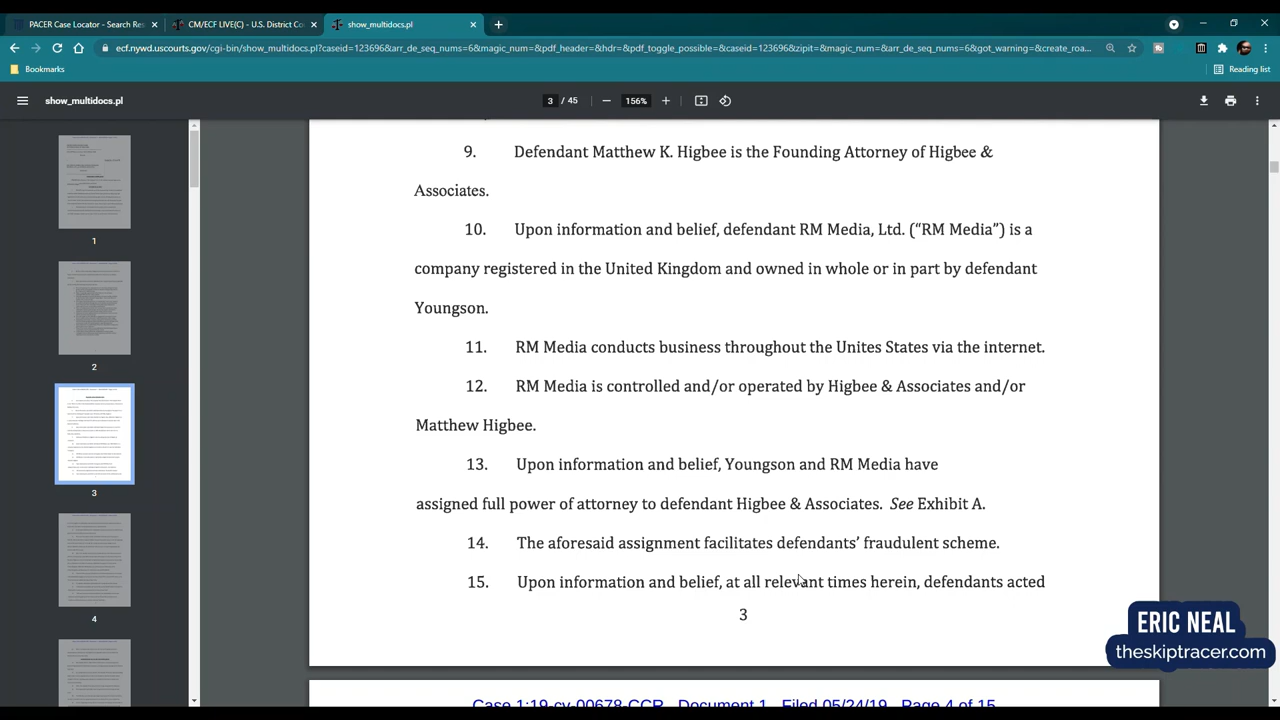 PACER Case Locator - Search Res
CM/ECF LIVE(C) - U.S. District Co
show_multidocs.pl
ecf.nywd.uscourts.gov/cgi-bin/show_multidocs.pl?caseid=123696&arr_de_seq_nums=6&magic_num=&pdf_header=&hdr=&pdf_toggle_possible=&caseid=123696&zipit=&magic_num=&arr_de_seq_nums=6&got_warning=&create_roa...
Bookmarks
Reading list
show_multidocs.pl
3 / 45
156%
1
2
3
4
9. Defendant Matthew K. Higbee is the Founding Attorney of Higbee &
Associates.
10. Upon information and belief, defendant RM Media, Ltd. (“RM Media”) is a
company registered in the United Kingdom and owned in whole or in part by defendant
Youngson.
11. RM Media conducts business throughout the Unites States via the internet.
12. RM Media is controlled and/or operated by Higbee & Associates and/or
Matthew Higbee.
13. Upon information and belief, Youngson and RM Media have
assigned full power of attorney to defendant Higbee & Associates. See Exhibit A.
14. The aforesaid assignment facilitates defendants’ fraudulent scheme.
15. Upon information and belief, at all relevant times herein, defendants acted
3
Case 1:19-cv-00678-CCR Document 1 Filed 05/24/19 Page 4 of 15
ERIC NEAL
theskiptracer.com